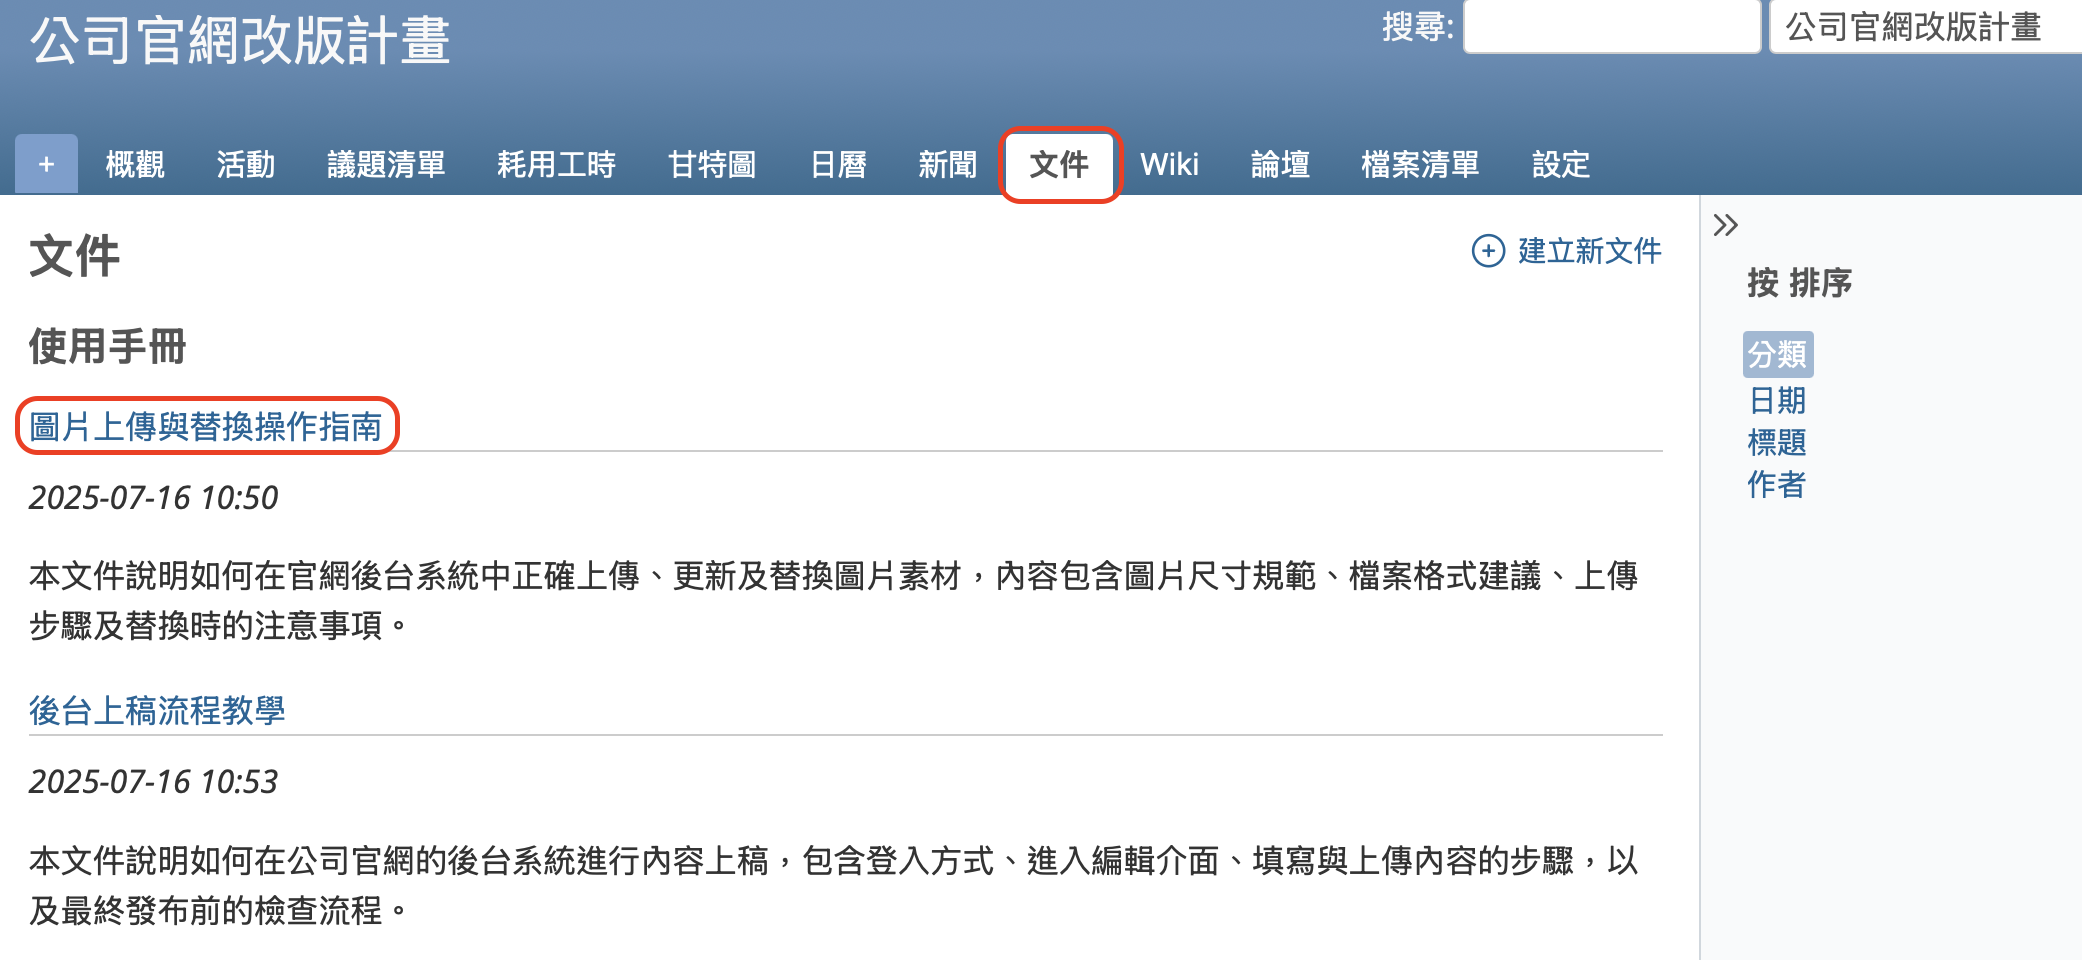 公司官網改版計畫
搜尋:
公司官網改版計畫
+ 概觀 活動 議題清單 耗用工時 甘特圖 日曆 新聞 文件 Wiki 論壇 檔案清單 設定
文件
建立新文件
使用手冊
圖片上傳與替換操作指南
2025-07-16 10:50
本文件說明如何在官網後台系統中正確上傳、更新及替換圖片素材，內容包含圖片尺寸規範、檔案格式建議、上傳
步驟及替換時的注意事項。
後台上稿流程教學
2025-07-16 10:53
本文件說明如何在公司官網的後台系統進行內容上稿，包含登入方式、進入編輯介面、填寫與上傳內容的步驟，以
及最終發布前的檢查流程。
按 排序
分類
日期
標題
作者